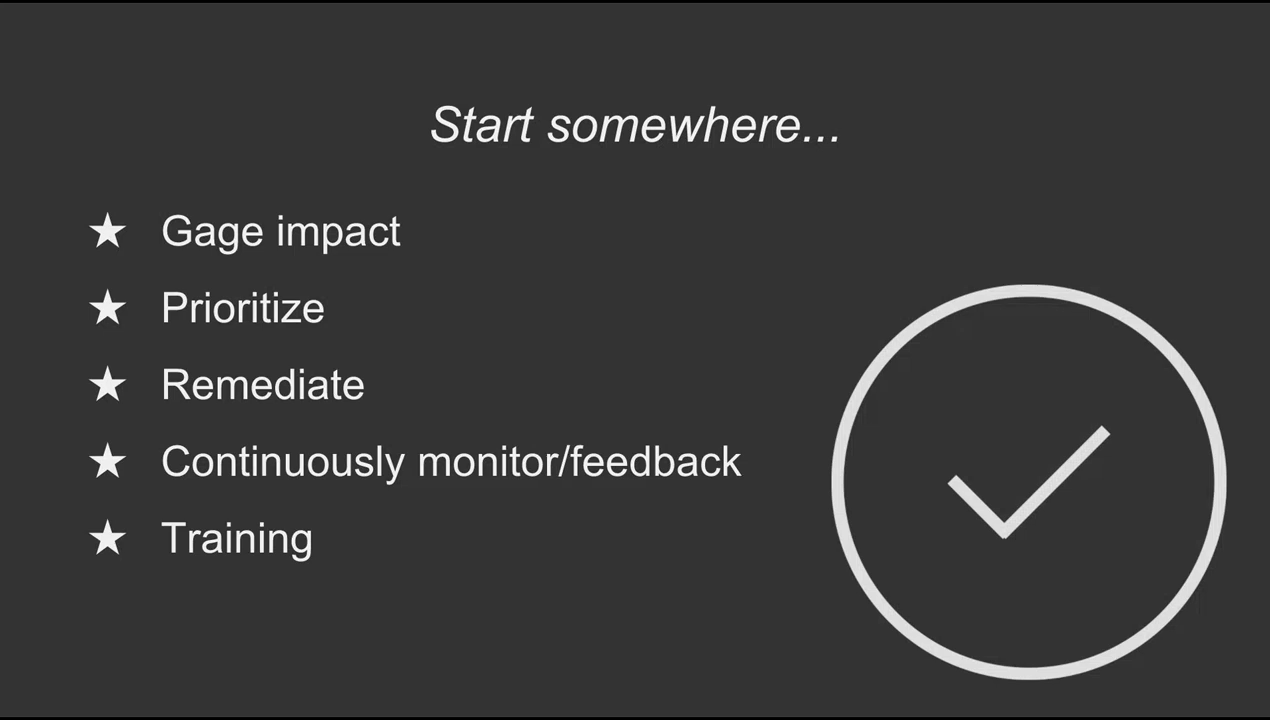 Start somewhere...
★ Gage impact
★ Prioritize
★ Remediate
★ Continuously monitor/feedback
★ Training